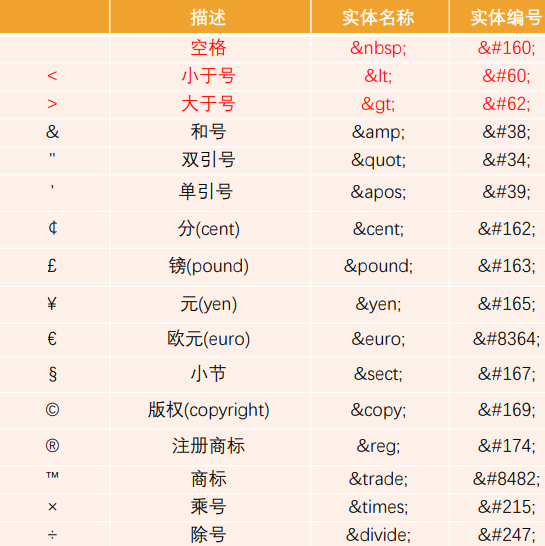 描述 实体名称 实体编号
空格 &nbsp; &#160;
< 小于号 &lt; &#60;
> 大于号 &gt; &#62;
& 和号 &amp; &#38;
" 双引号 &quot; &#34;
' 单引号 &apos; &#39;
¢ 分(cent) &cent; &#162;
£ 镑(pound) &pound; &#163;
¥ 元(yen) &yen; &#165;
€ 欧元(euro) &euro; &#8364;
§ 小节 &sect; &#167;
© 版权(copyright) &copy; &#169;
® 注册商标 &reg; &#174;
™ 商标 &trade; &#8482;
× 乘号 &times; &#215;
÷ 除号 &divide; &#247;